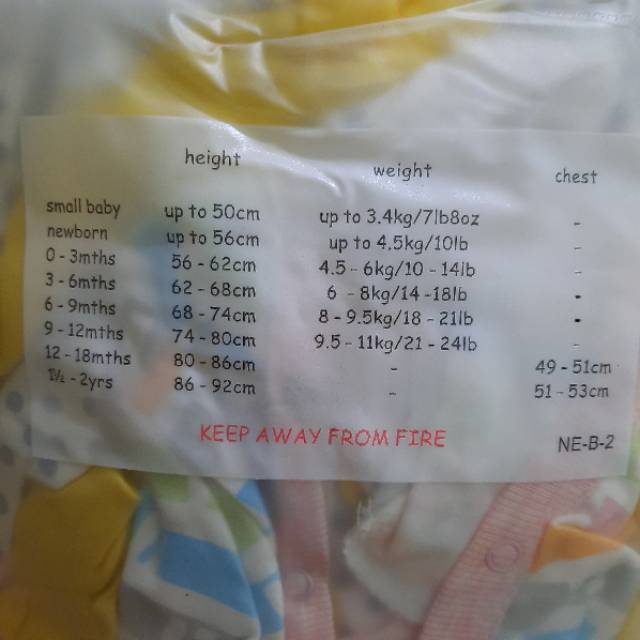 height weight chest
small baby up to 50cm up to 3.4kg/7lb8oz -
newborn up to 56cm up to 4.5kg/10lb -
0 - 3mths 56 - 62cm 4.5 - 6kg/10 - 14lb -
3 - 6mths 62 - 68cm 6 - 8kg/14 -18lb -
6 - 9mths 68 - 74cm 8 - 9.5kg/18 - 21lb -
9 - 12mths 74 - 80cm 9.5 - 11kg/21 - 24lb -
12 - 18mths 80 - 86cm - 49 - 51cm
1½ - 2yrs 86 - 92cm - 51 - 53cm
KEEP AWAY FROM FIRE
NE-B-2